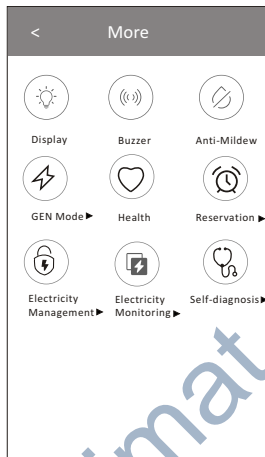 < More
Display Buzzer Anti-Mildew
GEN Mode▶ Health Reservation▶
Electricity Electricity Self-diagnosis▶
Management▶ Monitoring▶